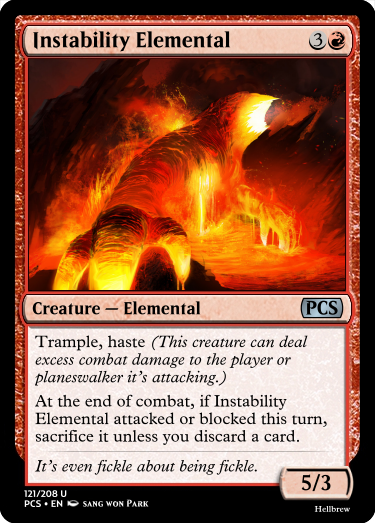 Instability Elemental 3
Creature — Elemental PCS
Trample, haste (This creature can deal
excess combat damage to the player or
planeswalker it's attacking.)
At the end of combat, if Instability
Elemental attacked or blocked this turn,
sacrifice it unless you discard a card.
It's even fickle about being fickle.
5/3
121/208 U
PCS • EN SANG WON PARK
Hellbrew